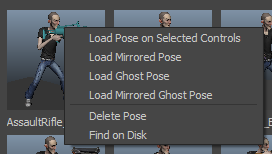 Load Pose on Selected Controls
Load Mirrored Pose
Load Ghost Pose
Load Mirrored Ghost Pose
Delete Pose
Find on Disk
AssaultRifle_